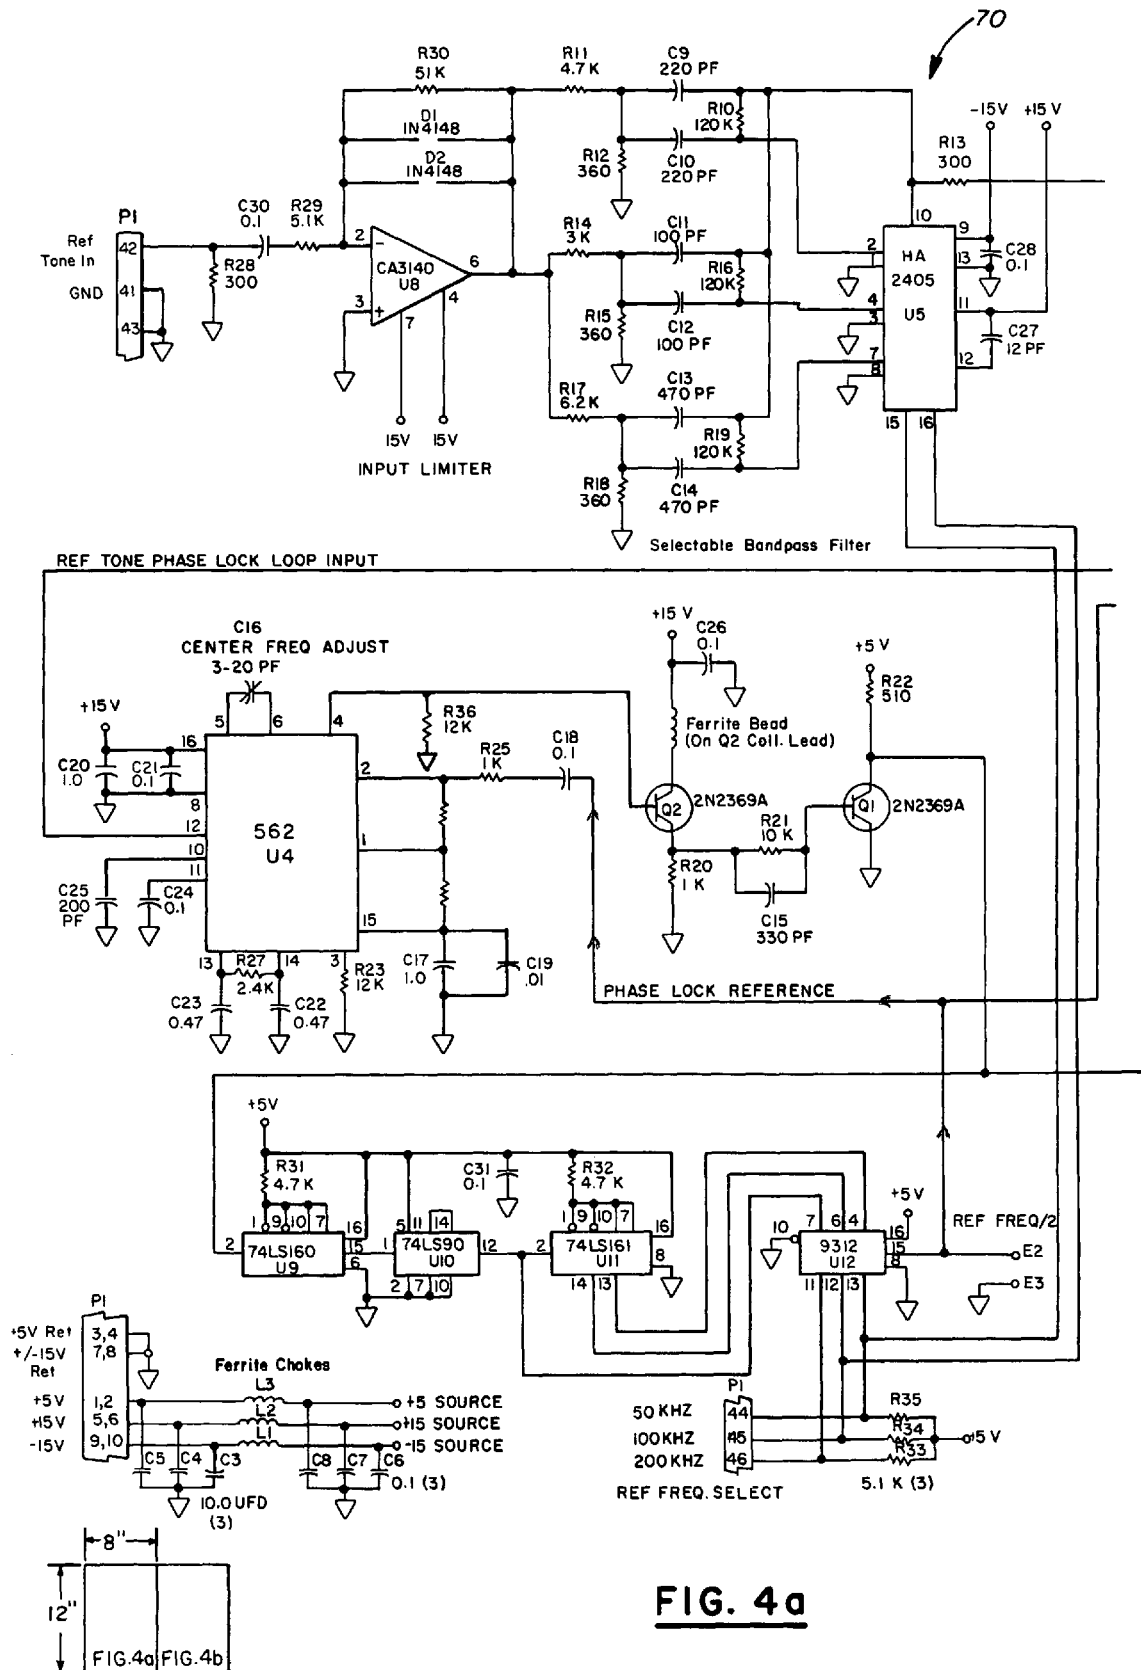 70
R30
51K
R11
4.7K
C9
220 PF
D1
1N4148
D2
1N4148
R10
120K
R12
360
C10
220 PF
-15V
+15V
R13
300
P1
Ref
Tone In
42
GND
41
43
C30
0.1
R29
5.1K
R28
300
2
-
CA3140
U8
6
3
+
4
7
15V
15V
INPUT LIMITER
R14
3K
C11
100 PF
R16
120K
R15
360
C12
100 PF
R17
6.2K
C13
470 PF
R19
120K
R18
360
C14
470 PF
Selectable Bandpass Filter
10
2
HA
2405
U5
4
3
7
8
9
13
11
12
15
16
C28
0.1
C27
12 PF
REF TONE PHASE LOCK LOOP INPUT
C16
CENTER FREQ ADJUST
3-20 PF
+15V
5
6
4
16
C20
1.0
C21
0.1
8
12
10
11
562
U4
2
1
15
C25
200
PF
C24
0.1
13
R27
2.4K
14
3
R23
12K
C23
0.47
C22
0.47
R36
12K
R25
1K
C18
0.1
C17
1.0
C19
.01
+15 V
C26
0.1
Ferrite Bead
(On Q2 Coll. Lead)
Q2
2N2369A
R20
1K
R21
10 K
C15
330 PF
+5 V
R22
510
Q1
2N2369A
PHASE LOCK REFERENCE
+5V
R31
4.7 K
1
9
10
7
2
74LS160
U9
16
15
6
5
11
14
1
74LS90
U10
12
2
7
10
C31
0.1
R32
4.7 K
1
9
10
7
2
74LS161
U11
16
8
14
13
10
7
6
4
9312
U12
+5V
16
15
8
11
12
13
REF FREQ/2
E2
E3
P1
+5V Ret
3,4
+/-15V
Ret
7,8
+5V
1,2
+15V
5,6
-15V
9,10
Ferrite Chokes
L3
L2
L1
+5 SOURCE
+15 SOURCE
-15 SOURCE
C5
C4
C3
10.0 UFD
(3)
C8
C7
C6
0.1 (3)
P1
50 KHZ
44
100KHZ
45
200KHZ
46
REF FREQ. SELECT
R35
R34
R33
5.1 K (3)
8"
12"
FIG.4a
FIG.4b
FIG. 4a